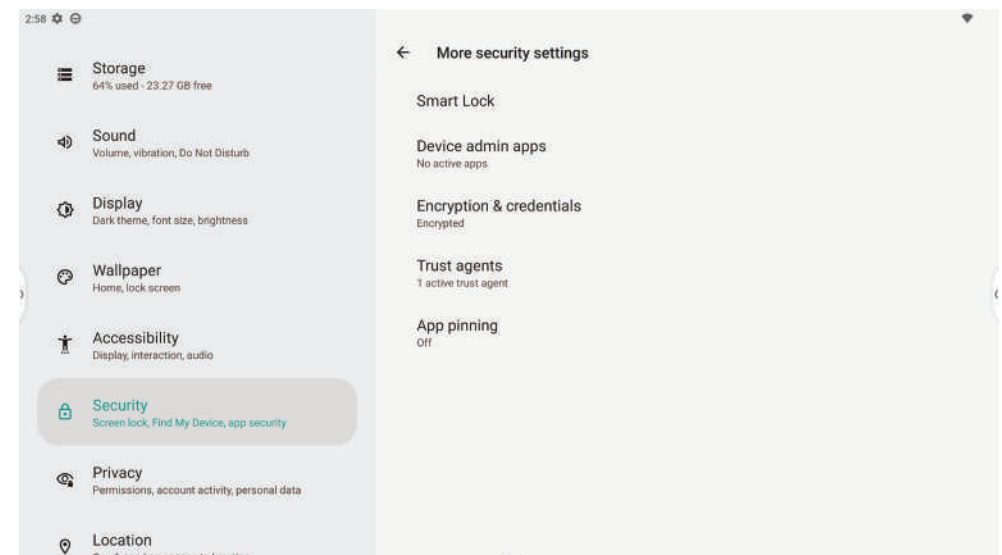 2:58
Storage
64% used - 23.27 GB free
Sound
Volume, vibration, Do Not Disturb
Display
Dark theme, font size, brightness
Wallpaper
Home, lock screen
Accessibility
Display, interaction, audio
Security
Screen lock, Find My Device, app security
Privacy
Permissions, account activity, personal data
Location
More security settings
Smart Lock
Device admin apps
No active apps
Encryption & credentials
Encrypted
Trust agents
1 active trust agent
App pinning
Off